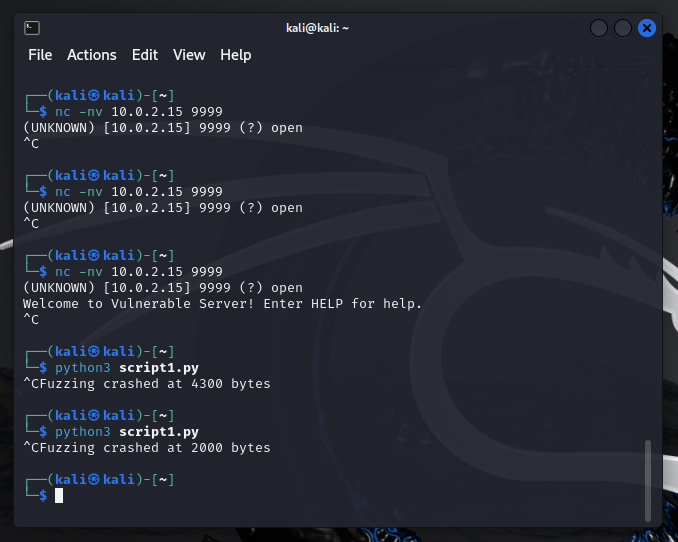 kali@kali: ~
File Actions Edit View Help
┌──(kali㉿kali)-[~]
└─$ nc -nv 10.0.2.15 9999
(UNKNOWN) [10.0.2.15] 9999 (?) open
^C
┌──(kali㉿kali)-[~]
└─$ nc -nv 10.0.2.15 9999
(UNKNOWN) [10.0.2.15] 9999 (?) open
^C
┌──(kali㉿kali)-[~]
└─$ nc -nv 10.0.2.15 9999
(UNKNOWN) [10.0.2.15] 9999 (?) open
Welcome to Vulnerable Server! Enter HELP for help.
^C
┌──(kali㉿kali)-[~]
└─$ python3 script1.py
^CFuzzing crashed at 4300 bytes
┌──(kali㉿kali)-[~]
└─$ python3 script1.py
^CFuzzing crashed at 2000 bytes
┌──(kali㉿kali)-[~]
└─$